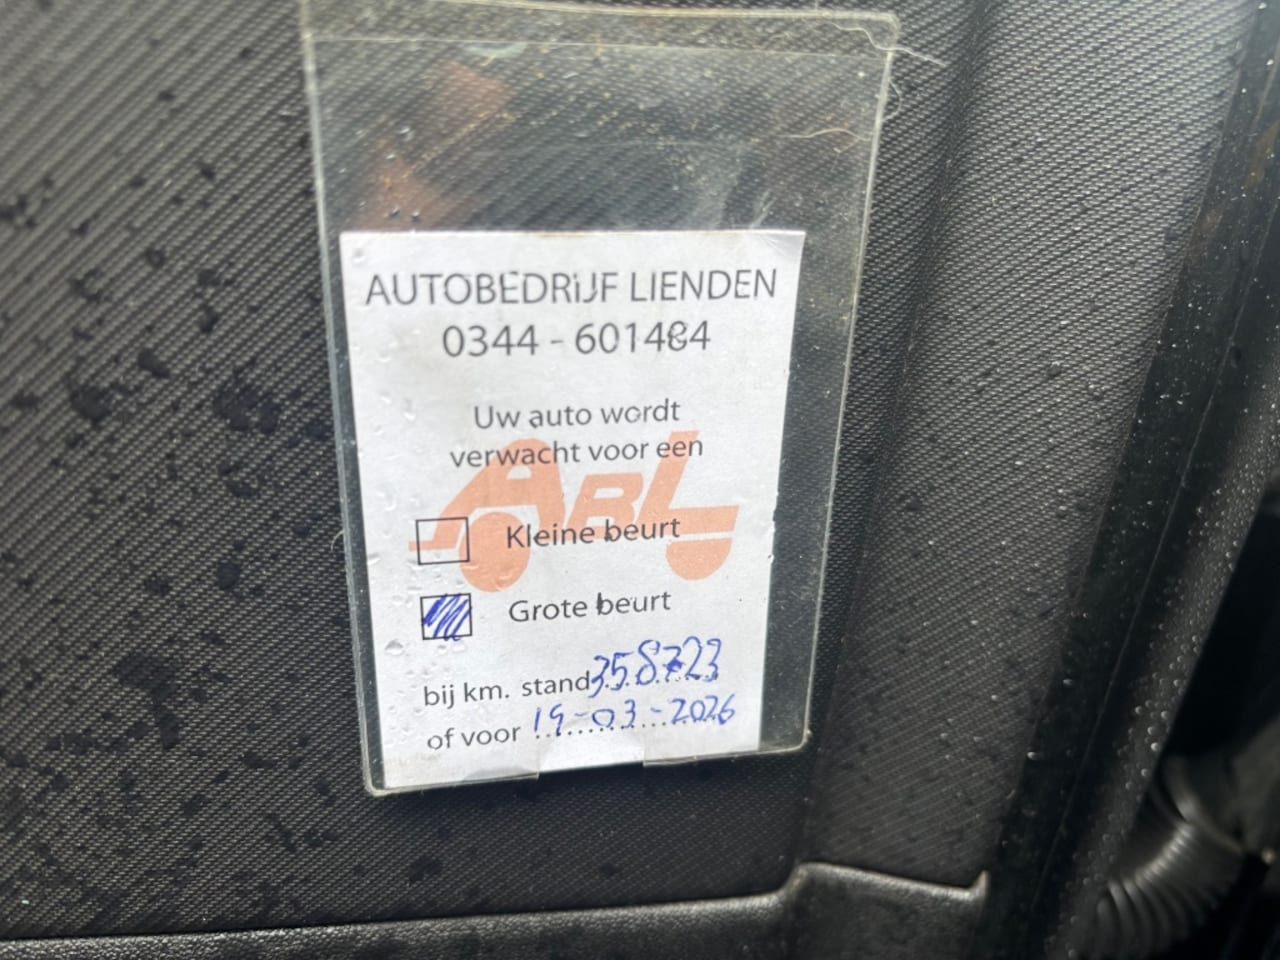 AUTOBEDRIJF LIENDEN
0344 - 601484
Uw auto wordt
verwacht voor een
ABL
Kleine beurt
Grote beurt
bij km. stand 358723
of voor 19-03-2026